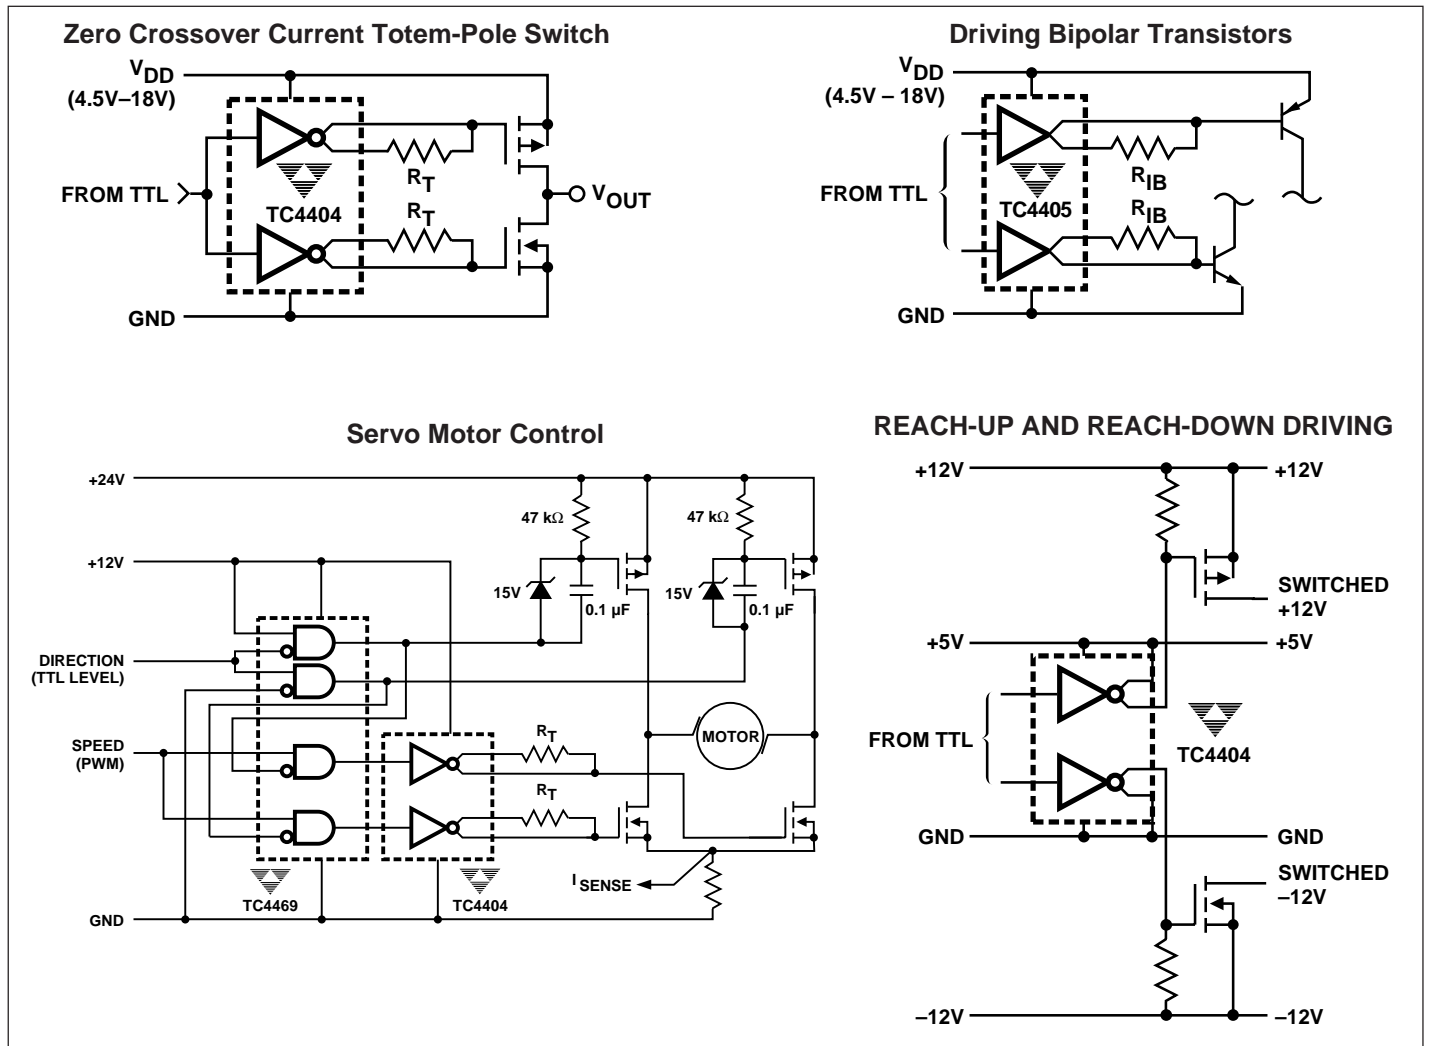 Zero Crossover Current Totem-Pole Switch
VDD
(4.5V–18V)
FROM TTL
TC4404
RT
RT
VOUT
GND
Driving Bipolar Transistors
VDD
(4.5V – 18V)
FROM TTL
TC4405
RIB
RIB
GND
Servo Motor Control
+24V
47 kΩ
47 kΩ
+12V
15V
0.1 µF
15V
0.1 µF
DIRECTION
(TTL LEVEL)
SPEED
(PWM)
RT
RT
MOTOR
ISENSE
TC4469
TC4404
GND
REACH-UP AND REACH-DOWN DRIVING
+12V
+12V
SWITCHED
+12V
+5V
+5V
FROM TTL
TC4404
GND
GND
SWITCHED
–12V
–12V
–12V